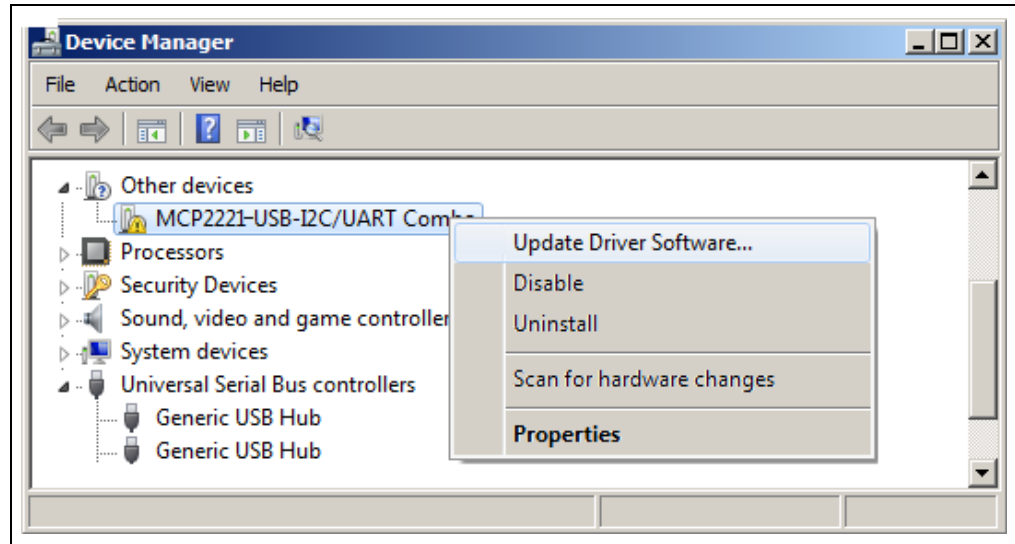 Device Manager
File Action View Help
Other devices
MCP2221-USB-I2C/UART
Processors
Security Devices
Sound, video and game controller
System devices
Universal Serial Bus controllers
Generic USB Hub
Generic USB Hub
Update Driver Software...
Disable
Uninstall
Scan for hardware changes
Properties